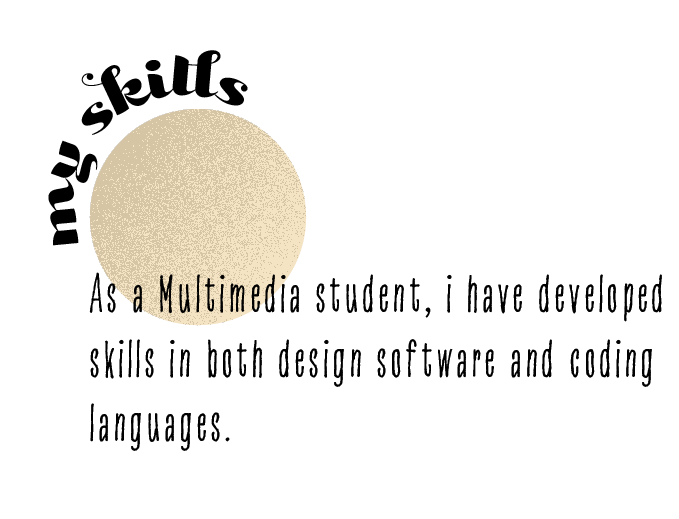 my skills
As a Multimedia student, i have developed
skills in both design software and coding
languages.